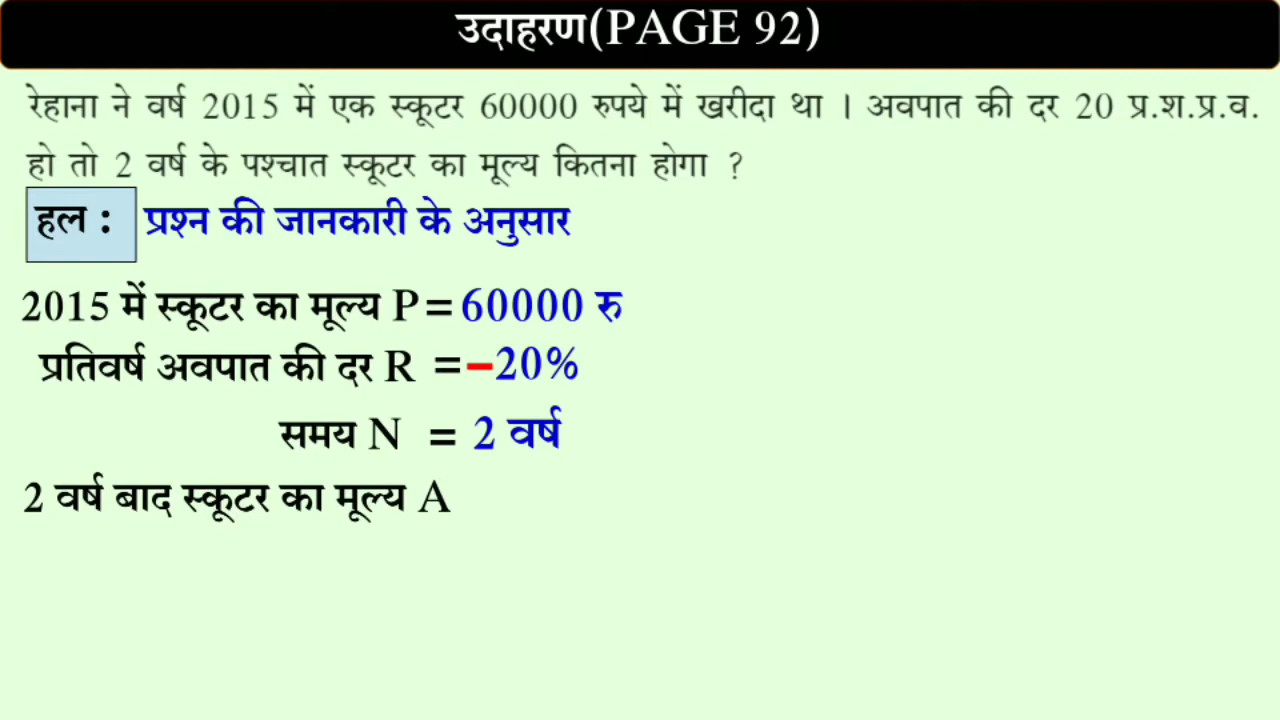 उदाहरण(PAGE 92)
रेहाना ने वर्ष 2015 में एक स्कूटर 60000 रुपये में खरीदा था । अवपात की दर 20 प्र.श.प्र.व.
हो तो 2 वर्ष के पश्चात स्कूटर का मूल्य कितना होगा ?
हल : प्रश्न की जानकारी के अनुसार
2015 में स्कूटर का मूल्य P = 60000 रु
प्रतिवर्ष अवपात की दर R = −20%
समय N = 2 वर्ष
2 वर्ष बाद स्कूटर का मूल्य A